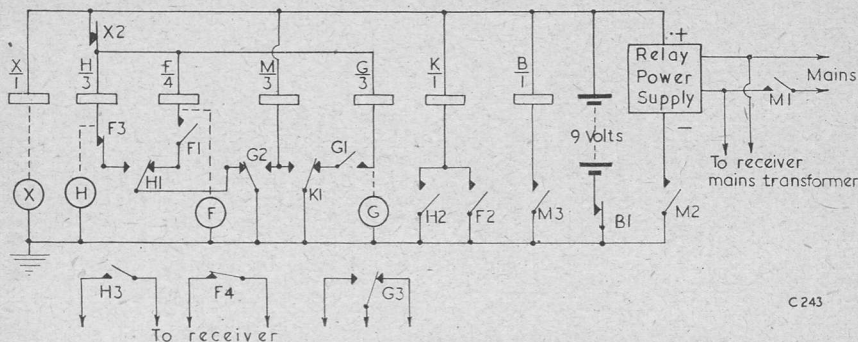 X2
X/1
H/3
F/4
M/3
G/3
K/1
B/1
+
Relay
Power
Supply
−
Mains
M1
9 Volts
To receiver
mains transformer
F3
F1
H1
G2
G1
K1
X
H
F
G
H2
F2
M3
B1
M2
H3
F4
G3
To receiver
C243